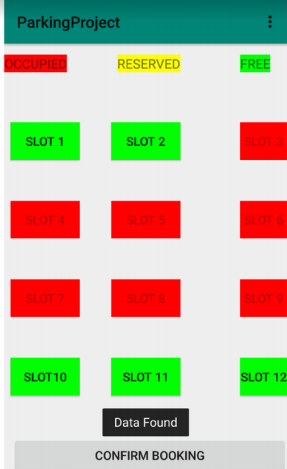 ParkingProject
OCCUPIED RESERVED FREE
SLOT 1 SLOT 2 SLOT 3
SLOT 4 SLOT 5 SLOT 6
SLOT 7 SLOT 8 SLOT 9
SLOT10 SLOT 11 SLOT 12
Data Found
CONFIRM BOOKING